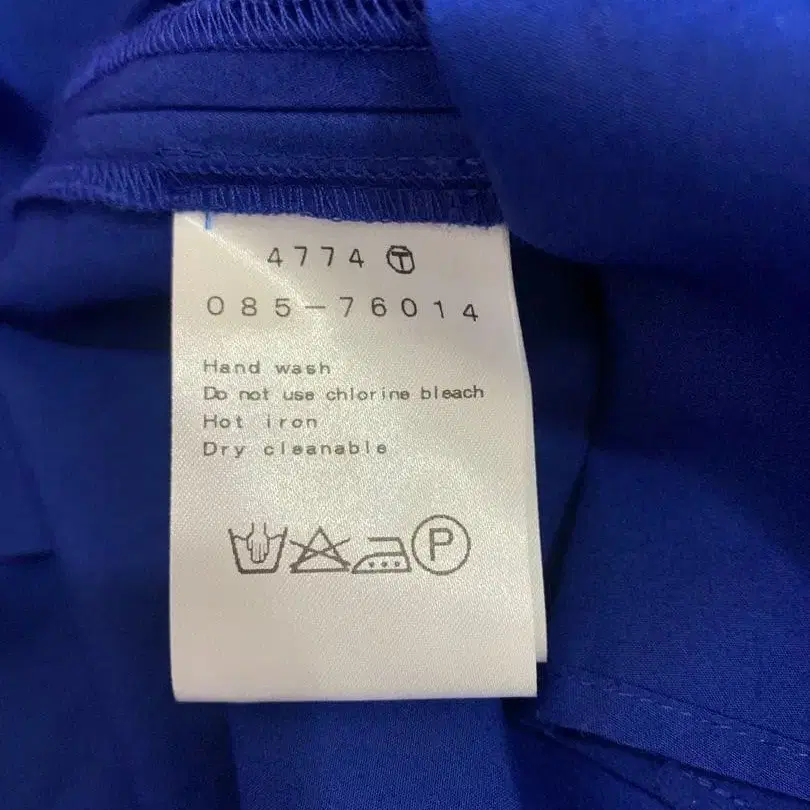 4774 Ⓣ
085-76014
Hand wash
Do not use chlorine bleach
Hot iron
Dry cleanable
P